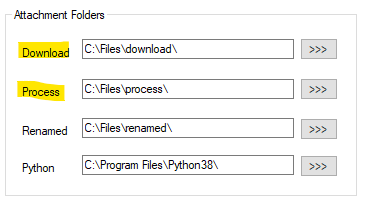 Attachment Folders
Download C:\Files\download\ >>>
Process C:\Files\process\ >>>
Renamed C:\Files\renamed\ >>>
Python C:\Program Files\Python38\ >>>